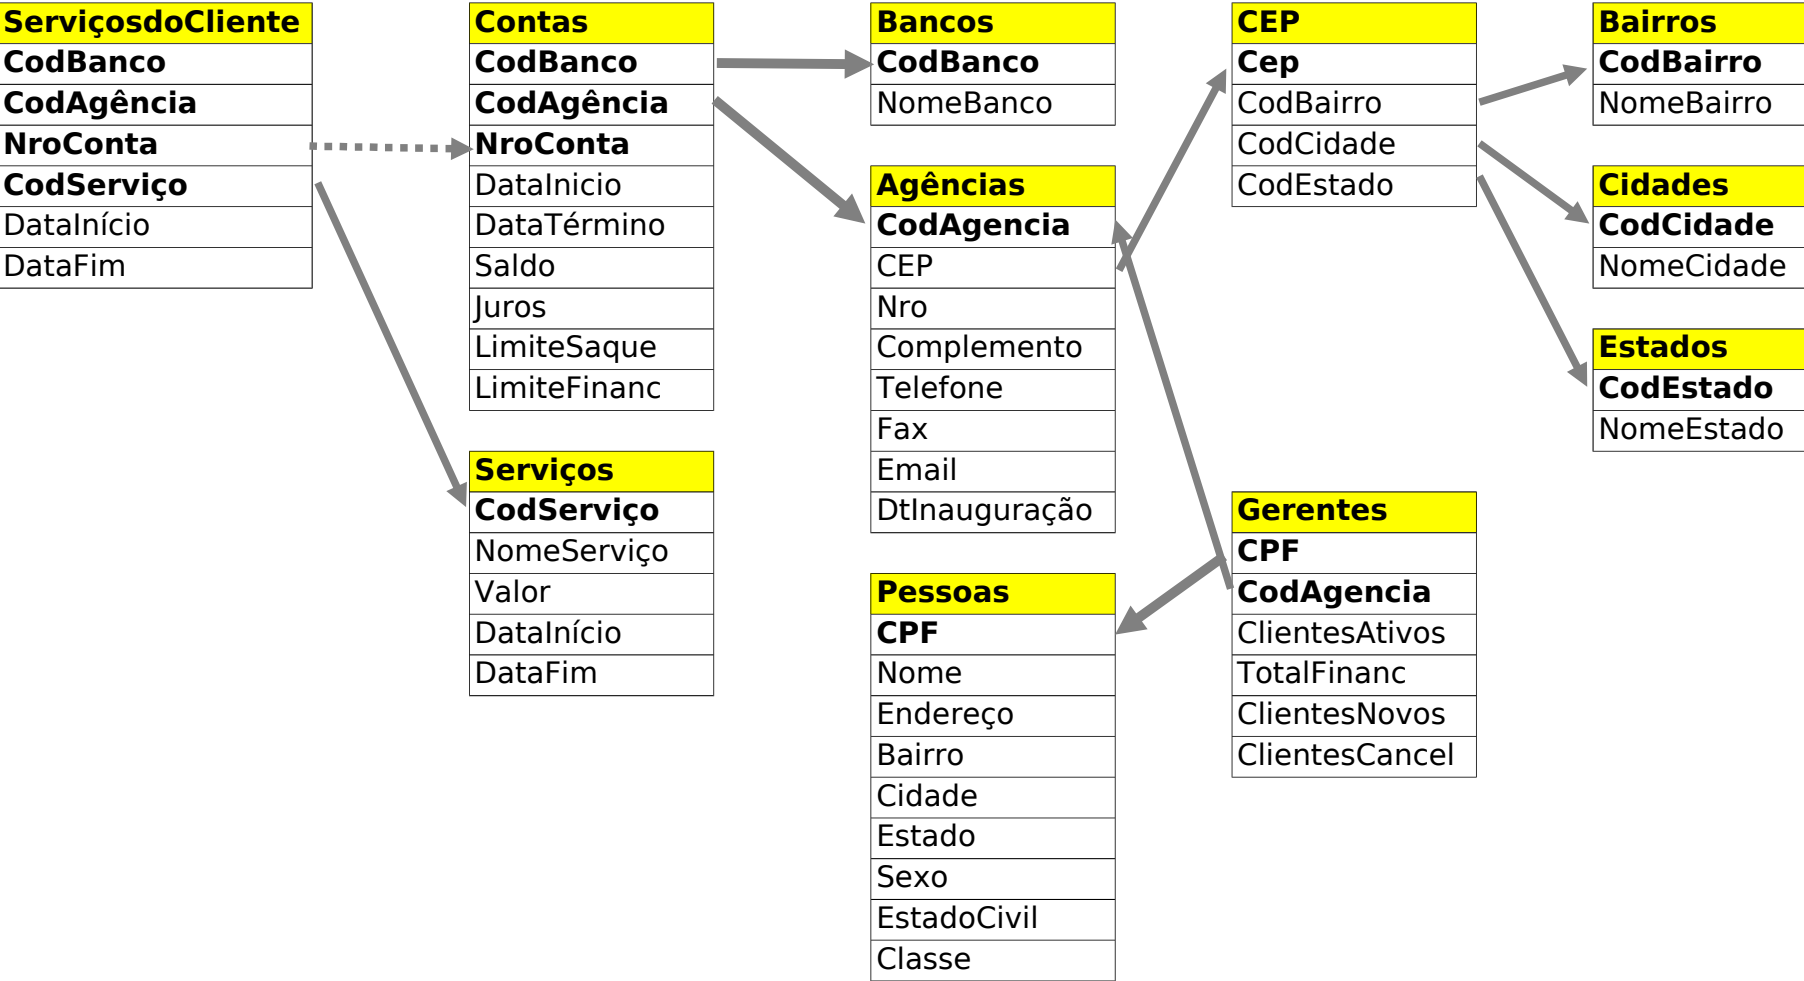 ServiçosdoCliente
CodBanco
CodAgência
NroConta
CodServiço
DataInício
DataFim
Contas
CodBanco
CodAgência
NroConta
DataInicio
DataTérmino
Saldo
Juros
LimiteSaque
LimiteFinanc
Serviços
CodServiço
NomeServiço
Valor
DataInício
DataFim
Bancos
CodBanco
NomeBanco
Agências
CodAgencia
CEP
Nro
Complemento
Telefone
Fax
Email
DtInauguração
Pessoas
CPF
Nome
Endereço
Bairro
Cidade
Estado
Sexo
EstadoCivil
Classe
CEP
Cep
CodBairro
CodCidade
CodEstado
Gerentes
CPF
CodAgencia
ClientesAtivos
TotalFinanc
ClientesNovos
ClientesCancel
Bairros
CodBairro
NomeBairro
Cidades
CodCidade
NomeCidade
Estados
CodEstado
NomeEstado